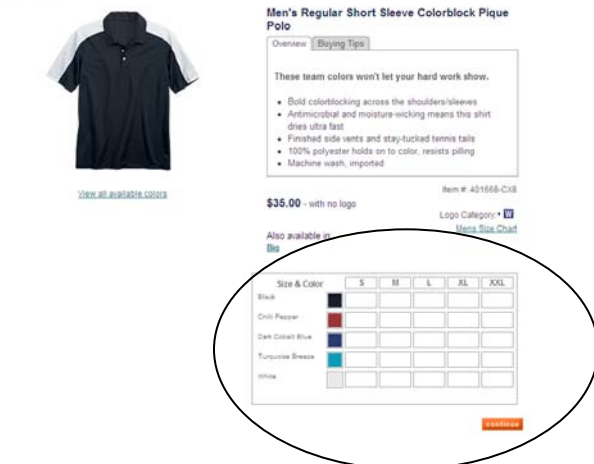 Men's Regular Short Sleeve Colorblock Pique
Polo
Overview Buying Tips
These team colors won't let your hard work show.
Bold colorblocking across the shoulders/sleeves
Antimicrobial and moisture-wicking means this shirt
dries ultra fast
Finished side vents and stay-tucked tennis tails
100% polyester holds on to color, resists pilling
Machine wash, imported
View all available colors
Item #: 401668-CX8
$35.00 - with no logo
Logo Category: W
Mens Size Chart
Also available in
Big
Size & Color S M L XL XXL
Black
Chili Pepper
Dark Cobalt Blue
Turquoise Breeze
White
continue